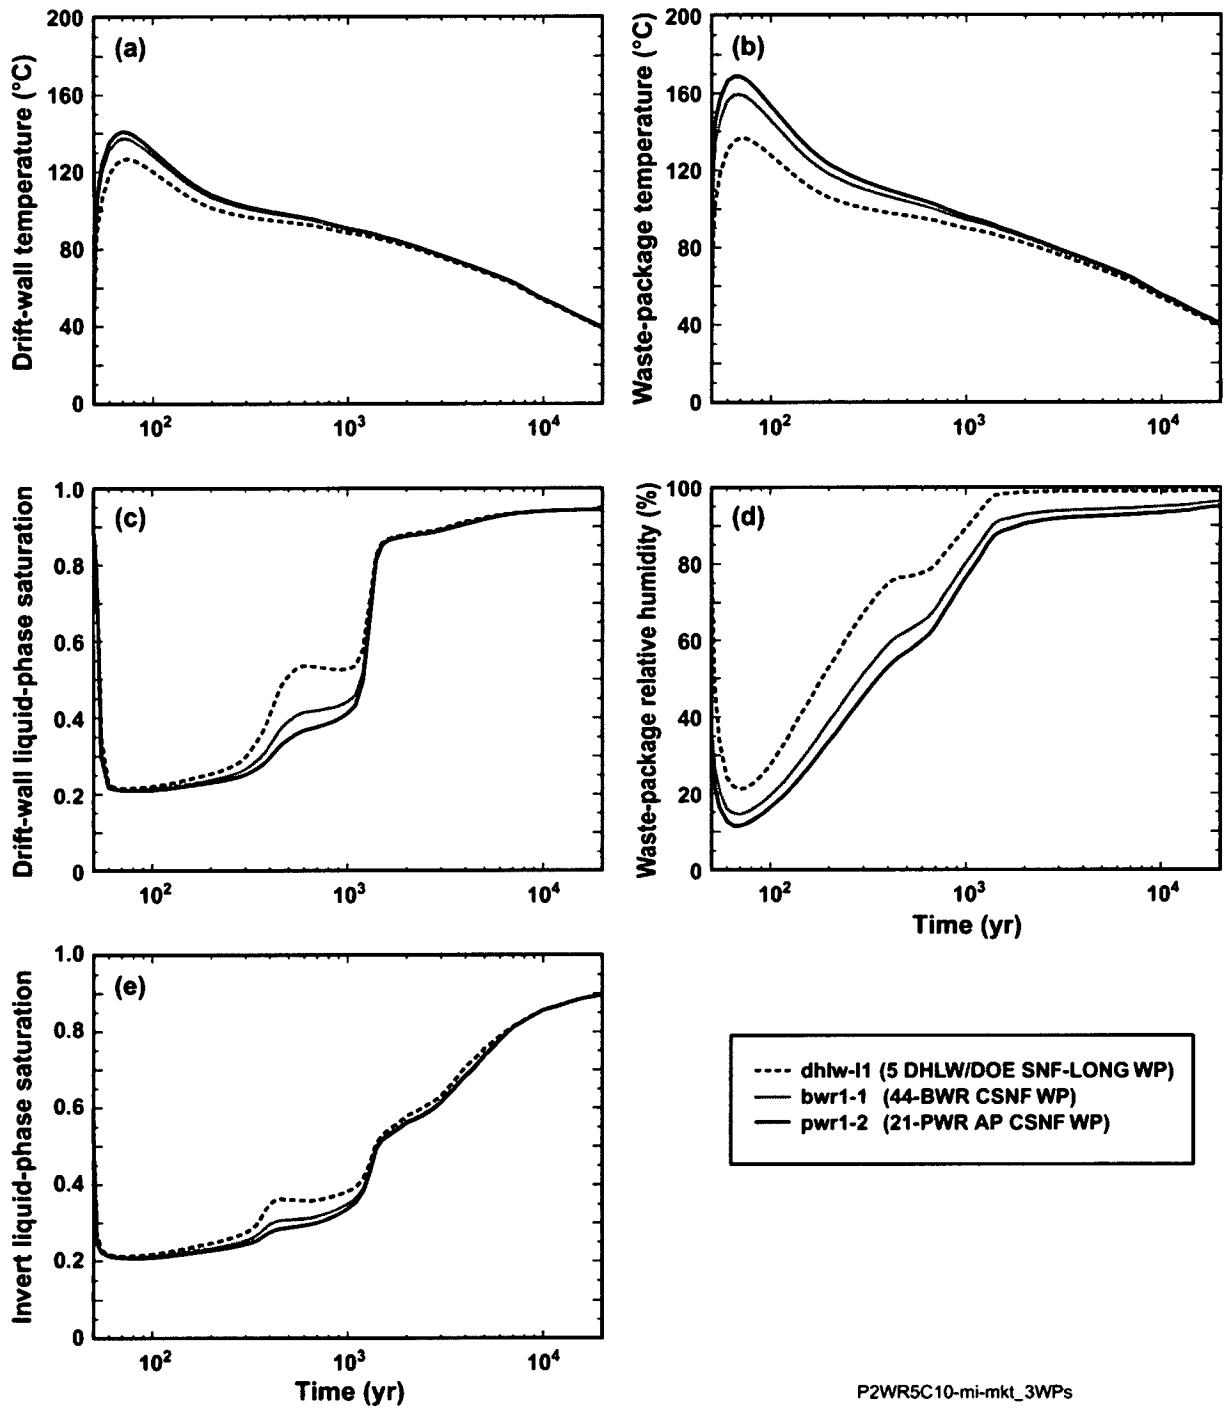 (a)
Drift-wall temperature (°C)
200
160
120
80
40
0
10²
10³
10⁴
(b)
Waste-package temperature (°C)
200
160
120
80
40
0
10²
10³
10⁴
(c)
Drift-wall liquid-phase saturation
1.0
0.8
0.6
0.4
0.2
0
10²
10³
10⁴
(d)
Waste-package relative humidity (%)
100
80
60
40
20
0
10²
10³
10⁴
Time (yr)
(e)
Invert liquid-phase saturation
1.0
0.8
0.6
0.4
0.2
0
10²
10³
10⁴
Time (yr)
dhlw-l1 (5 DHLW/DOE SNF-LONG WP)
bwr1-1 (44-BWR CSNF WP)
pwr1-2 (21-PWR AP CSNF WP)
P2WR5C10-mi-mkt_3WPs